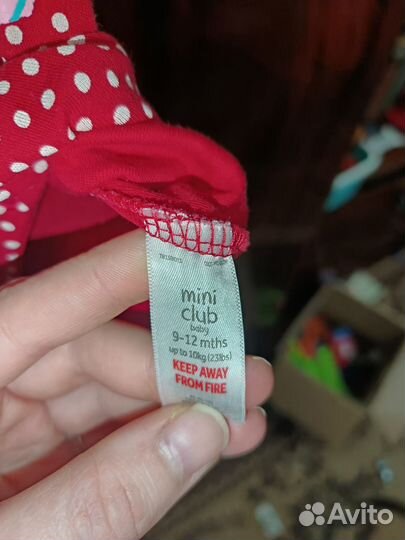 mini
club
baby
9-12 mths
up to 10kg (23lbs)
KEEP AWAY
FROM FIRE
Avito